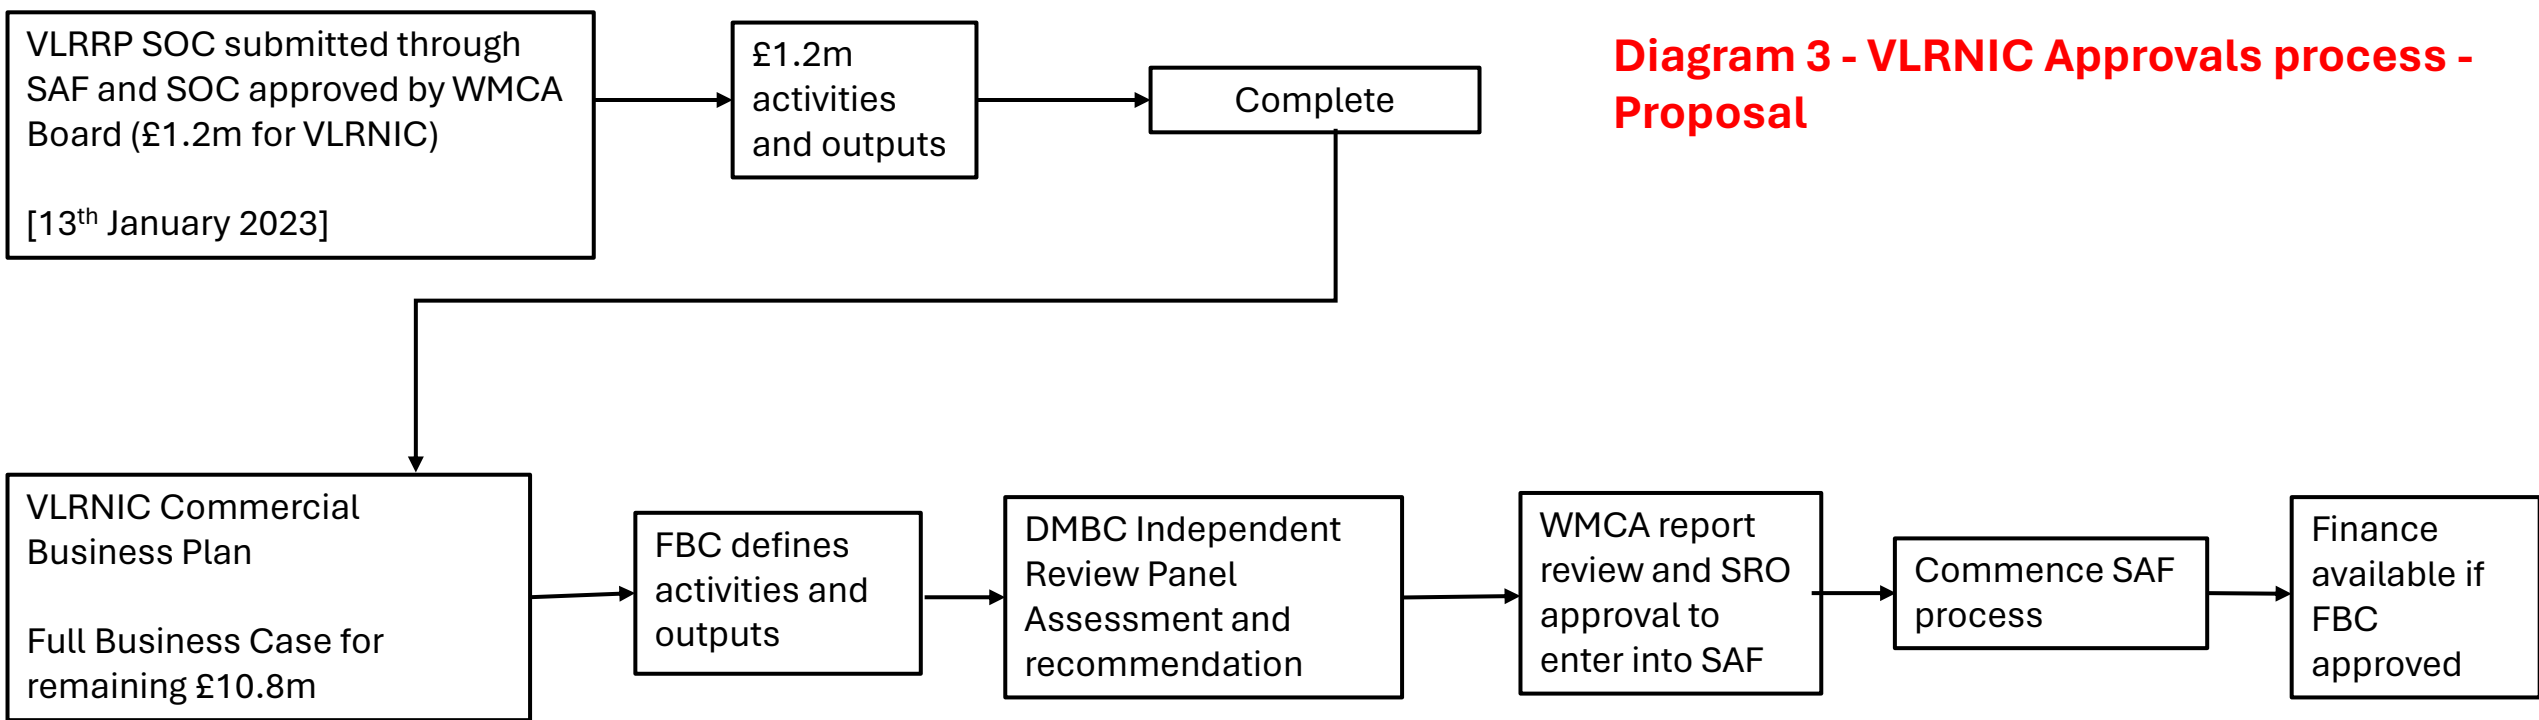 VLRRP SOC submitted through
SAF and SOC approved by WMCA
Board (£1.2m for VLRNIC)
[13th January 2023]
£1.2m
activities
and outputs
Complete
Diagram 3 - VLRNIC Approvals process -
Proposal
VLRNIC Commercial
Business Plan
Full Business Case for
remaining £10.8m
FBC defines
activities and
outputs
DMBC Independent
Review Panel
Assessment and
recommendation
WMCA report
review and SRO
approval to
enter into SAF
Commence SAF
process
Finance
available if
FBC
approved